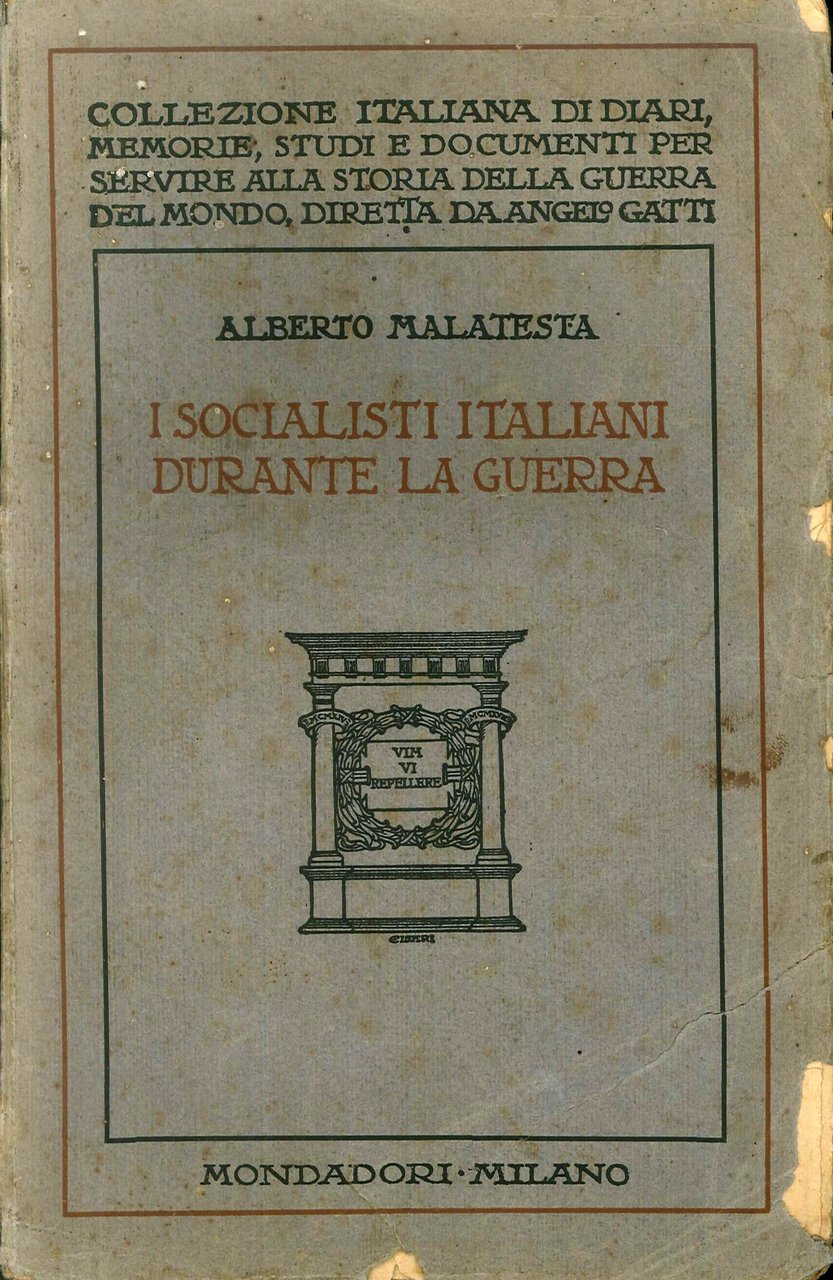 COLLEZIONE ITALIANA DI DIARI,
MEMORIE, STUDI E DOCUMENTI PER
SERVIRE ALLA STORIA DELLA GUERRA
DEL MONDO, DIRETTA DA ANGELO GATTI
ALBERTO MALATESTA
I SOCIALISTI ITALIANI
DURANTE LA GUERRA
MCMXIV
VIM
VI
REPELLERE
MONDADORI · MILANO